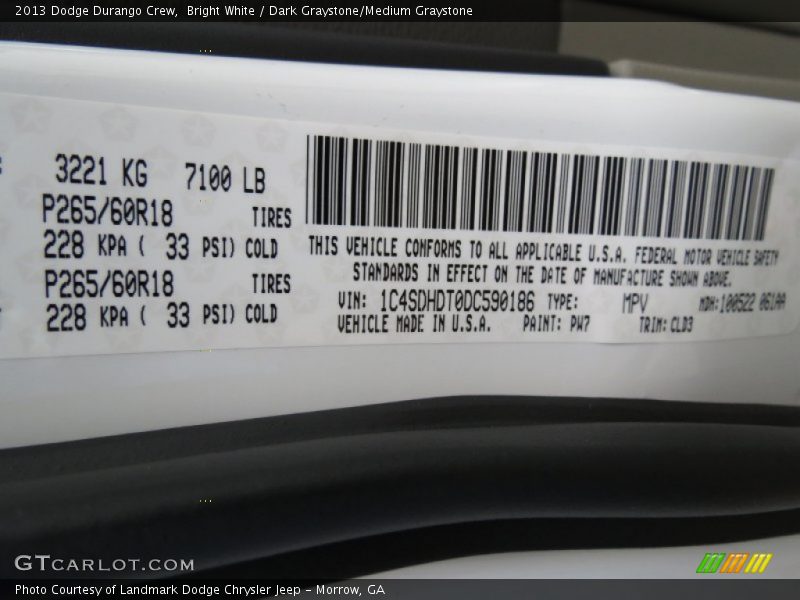 2013 Dodge Durango Crew,  Bright White / Dark Graystone/Medium Graystone
3221 KG 7100 LB
P265/60R18 TIRES
228 KPA ( 33 PSI) COLD
P265/60R18 TIRES
228 KPA ( 33 PSI) COLD
THIS VEHICLE CONFORMS TO ALL APPLICABLE U.S.A. FEDERAL MOTOR VEHICLE SAFETY
STANDARDS IN EFFECT ON THE DATE OF MANUFACTURE SHOWN ABOVE.
VIN: 1C4SDHDT0DC590186 TYPE: MPV MDH:100522 061AA
VEHICLE MADE IN U.S.A. PAINT: PW7 TRIM: CLD3
GTCARLOT.COM
Photo Courtesy of Landmark Dodge Chrysler Jeep - Morrow, GA